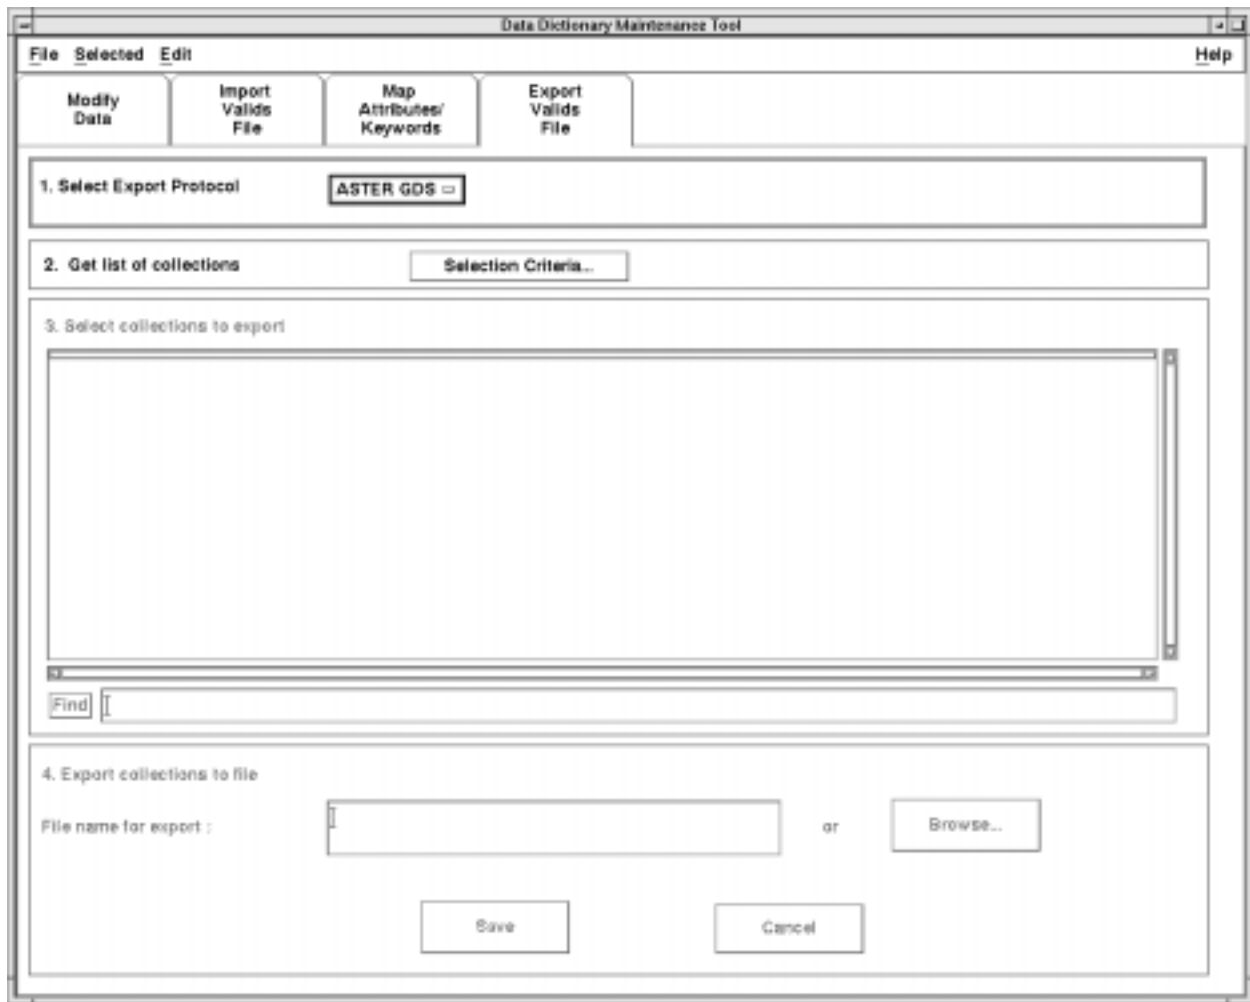 Data Dictionary Maintenance Tool
File Selected Edit Help
Modify
Data
Import
Valids
File
Map
Attributes/
Keywords
Export
Valids
File
1. Select Export Protocol
ASTER GDS
2. Get list of collections
Selection Criteria...
3. Select collections to export
Find
4. Export collections to file
File name for export :
or
Browse...
Save
Cancel